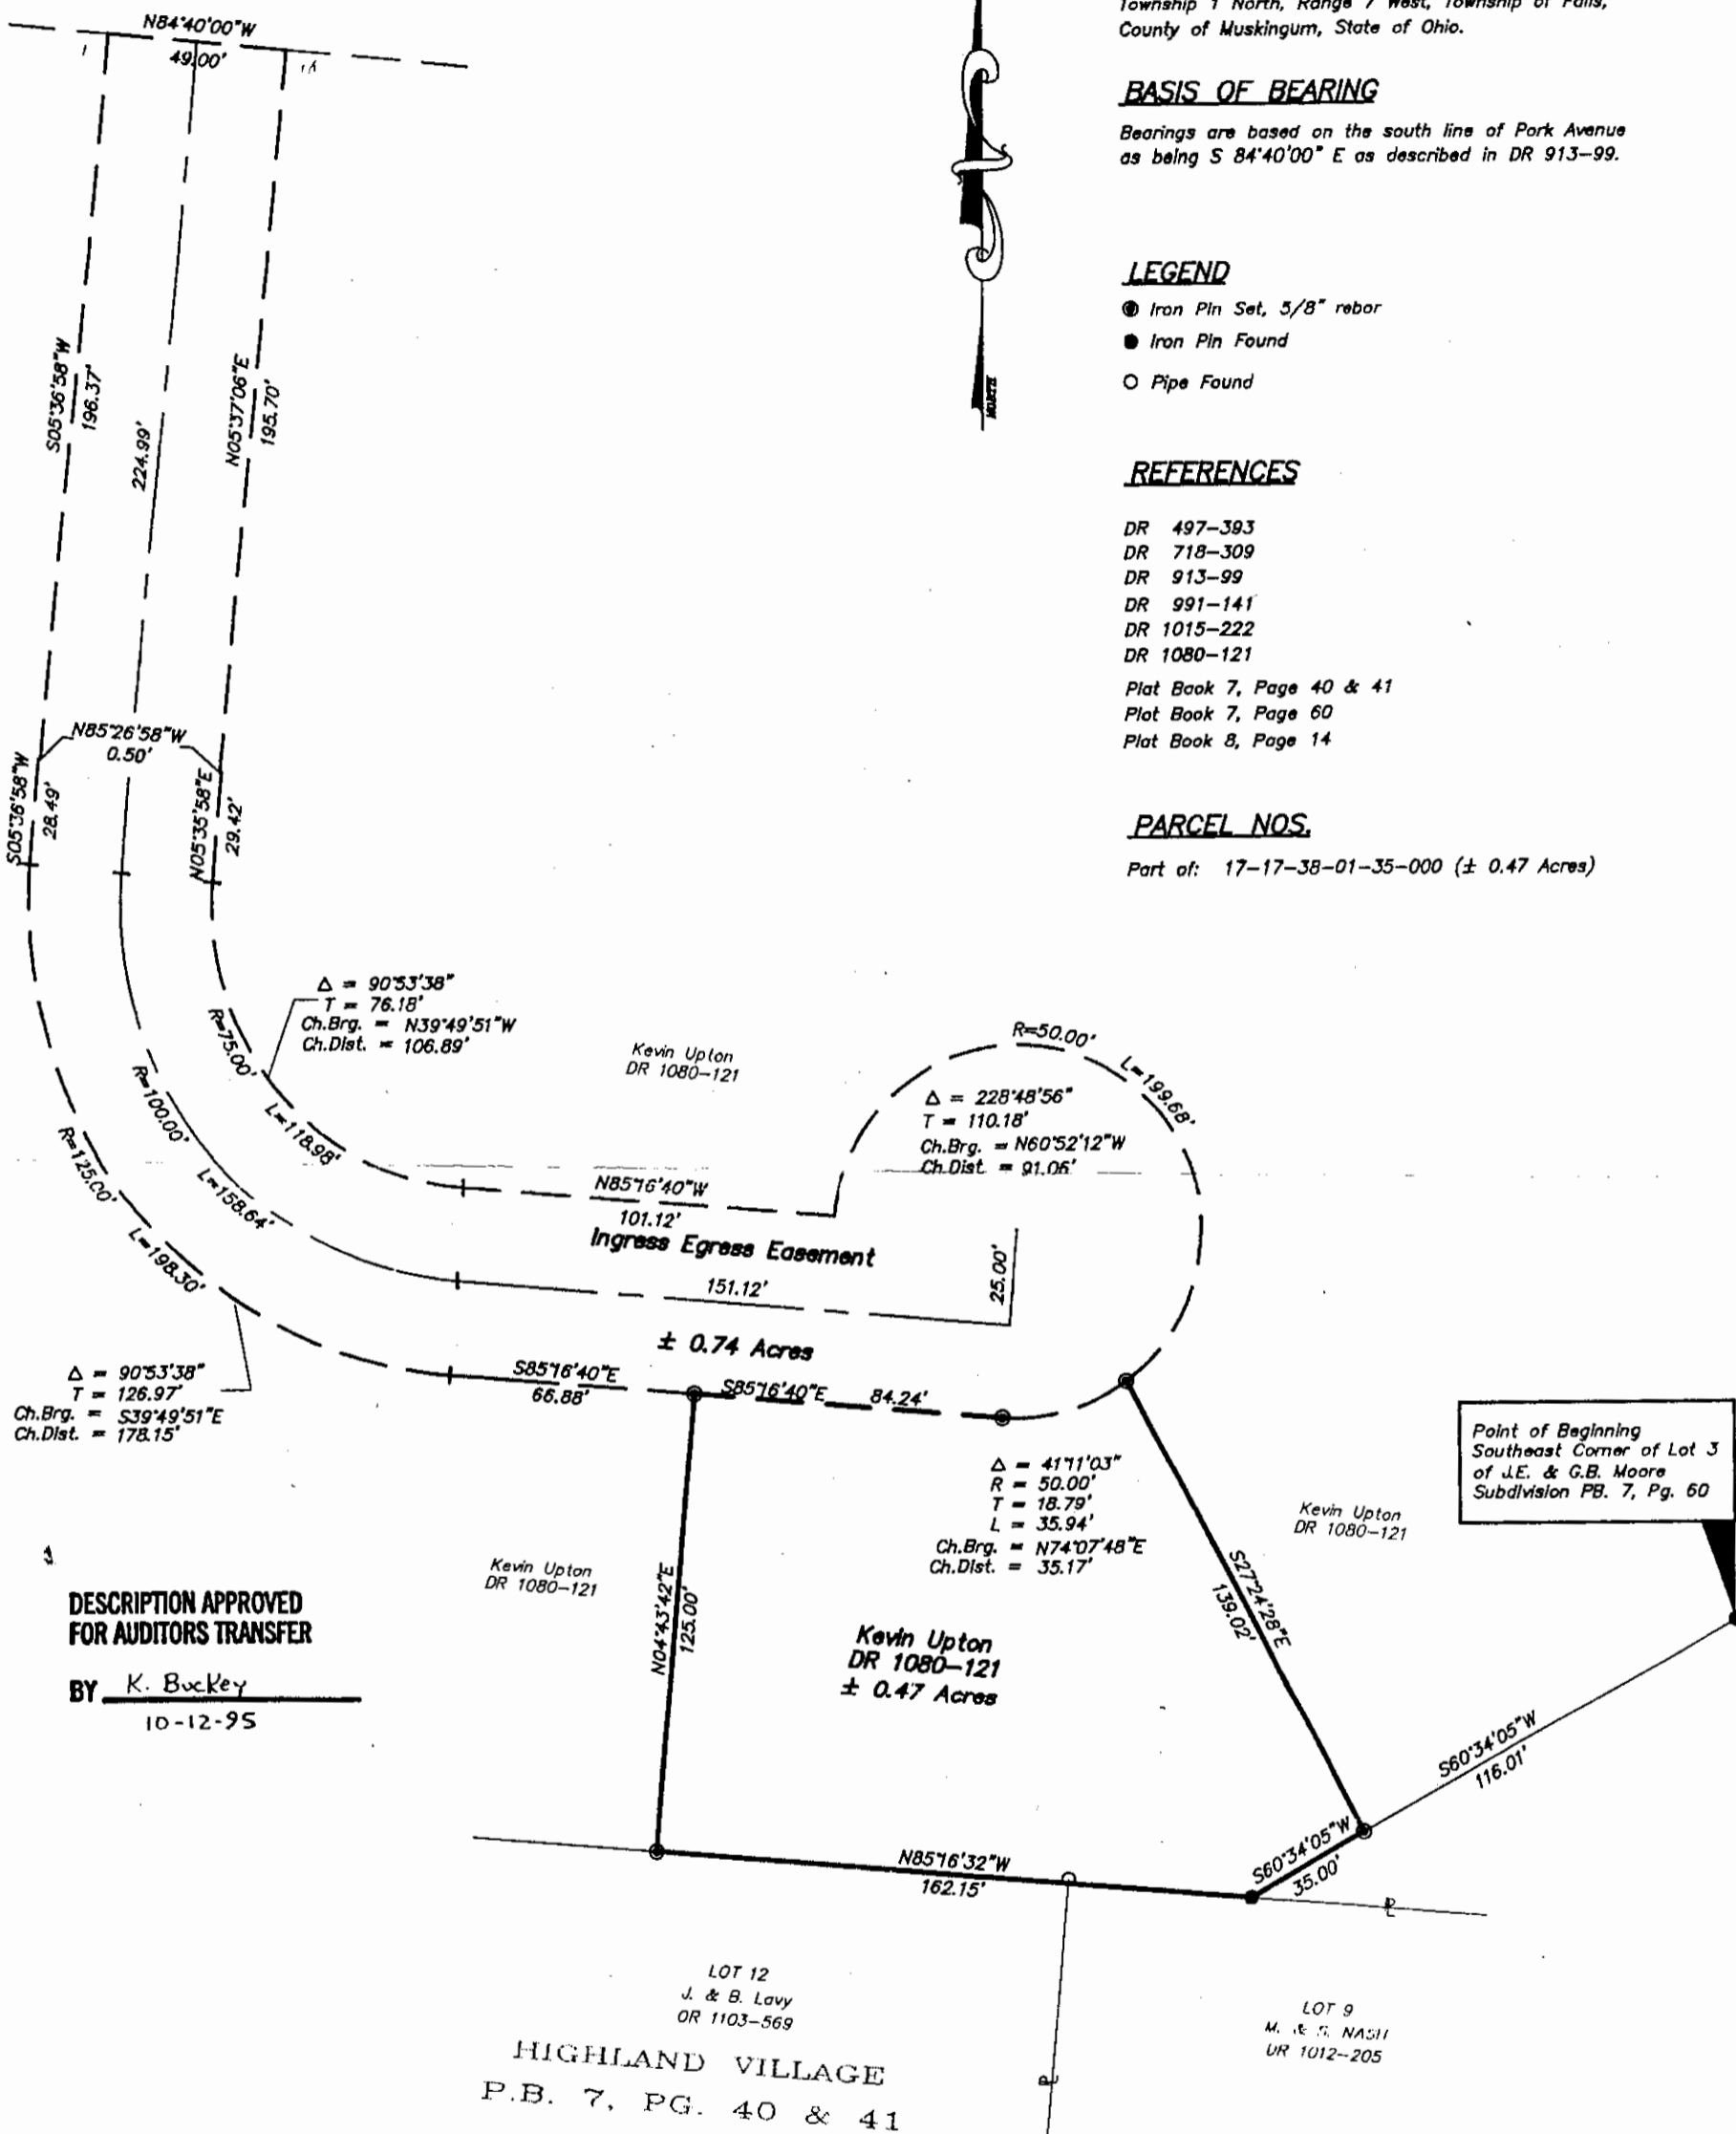 N84°40'00"W
49.00'
Township 1 North, Range 7 West, Township of Falls,
County of Muskingum, State of Ohio.
BASIS OF BEARING
Bearings are based on the south line of Park Avenue
as being S 84°40'00" E as described in DR 913-99.
NORTH
LEGEND
Iron Pin Set, 5/8" rebar
Iron Pin Found
Pipe Found
REFERENCES
DR 497-393
DR 718-309
DR 913-99
DR 991-141
DR 1015-222
DR 1080-121
Plat Book 7, Page 40 & 41
Plat Book 7, Page 60
Plat Book 8, Page 14
PARCEL NOS.
Part of: 17-17-38-01-35-000 (± 0.47 Acres)
S05°36'58"W
196.37'
224.99'
N05°37'06"E
195.70'
N85°26'58"W
0.50'
S05°36'58"W
28.49'
N05°35'58"E
29.42'
Δ = 90°53'38"
T = 76.18'
Ch.Brg. = N39°49'51"W
Ch.Dist. = 106.89'
R=75.00'
L=118.98'
R=100.00'
L=158.64'
R=125.00'
L=198.30'
Kevin Upton
DR 1080-121
R=50.00'
L=199.68'
Δ = 228°48'56"
T = 110.18'
Ch.Brg. = N60°52'12"W
Ch.Dist. = 91.06'
N85°16'40"W
101.12'
Ingress Egress Easement
151.12'
25.00'
± 0.74 Acres
Δ = 90°53'38"
T = 126.97'
Ch.Brg. = S39°49'51"E
Ch.Dist. = 178.15'
S85°16'40"E
66.88'
S85°16'40"E 84.24'
Δ = 41°11'03"
R = 50.00'
T = 18.79'
L = 35.94'
Ch.Brg. = N74°07'48"E
Ch.Dist. = 35.17'
Point of Beginning
Southeast Corner of Lot 3
of J.E. & G.B. Moore
Subdivision PB. 7, Pg. 60
Kevin Upton
DR 1080-121
Kevin Upton
DR 1080-121
N04°43'42"E
125.00'
S27°24'28"E
139.02'
Kevin Upton
DR 1080-121
± 0.47 Acres
DESCRIPTION APPROVED
FOR AUDITORS TRANSFER
BY K. Buckey
10-12-95
S60°34'05"W
116.01'
S60°34'05"W
35.00'
N85°16'32"W
162.15'
LOT 12
J. & B. Lavy
OR 1103-569
LOT 9
M. & S. NASH
OR 1012-205
HIGHLAND VILLAGE
P.B. 7, PG. 40 & 41